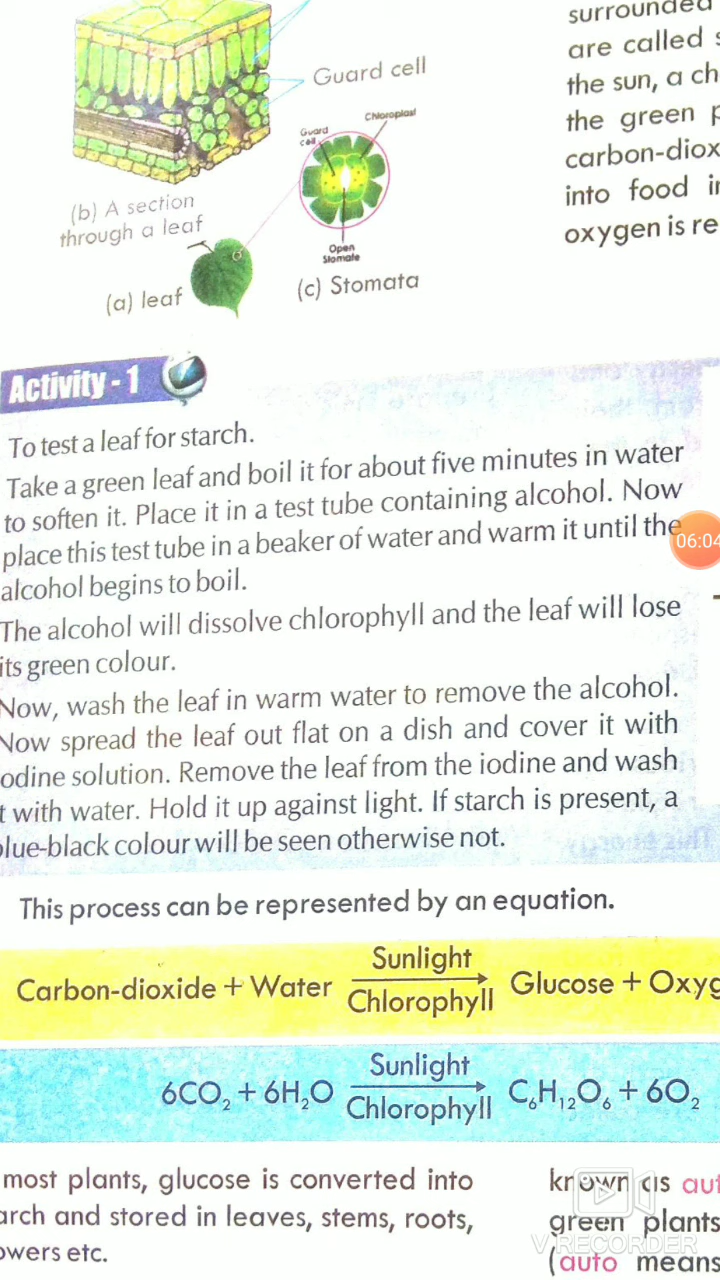 surrounded
are called
the sun, a ch
the green
carbon-diox
into food
oxygen is re
Guard cell
Chloroplast
Guard
cell
Open
Stomate
(b) A section
through a leaf
(a) leaf
(c) Stomata
Activity - 1
To test a leaf for starch.
Take a green leaf and boil it for about five minutes in water
to soften it. Place it in a test tube containing alcohol. Now
place this test tube in a beaker of water and warm it until the
alcohol begins to boil.
The alcohol will dissolve chlorophyll and the leaf will lose
its green colour.
Now, wash the leaf in warm water to remove the alcohol.
Now spread the leaf out flat on a dish and cover it with
odine solution. Remove the leaf from the iodine and wash
t with water. Hold it up against light. If starch is present, a
blue-black colour will be seen otherwise not.
06:04
This process can be represented by an equation.
Sunlight
Carbon-dioxide + Water → Glucose + Oxyg
Chlorophyll
Sunlight
6CO₂ + 6H₂O → C₆H₁₂O₆ + 6O₂
Chlorophyll
most plants, glucose is converted into
arch and stored in leaves, stems, roots,
owers etc.
known as aut
green plants
(auto means
V RECORDER